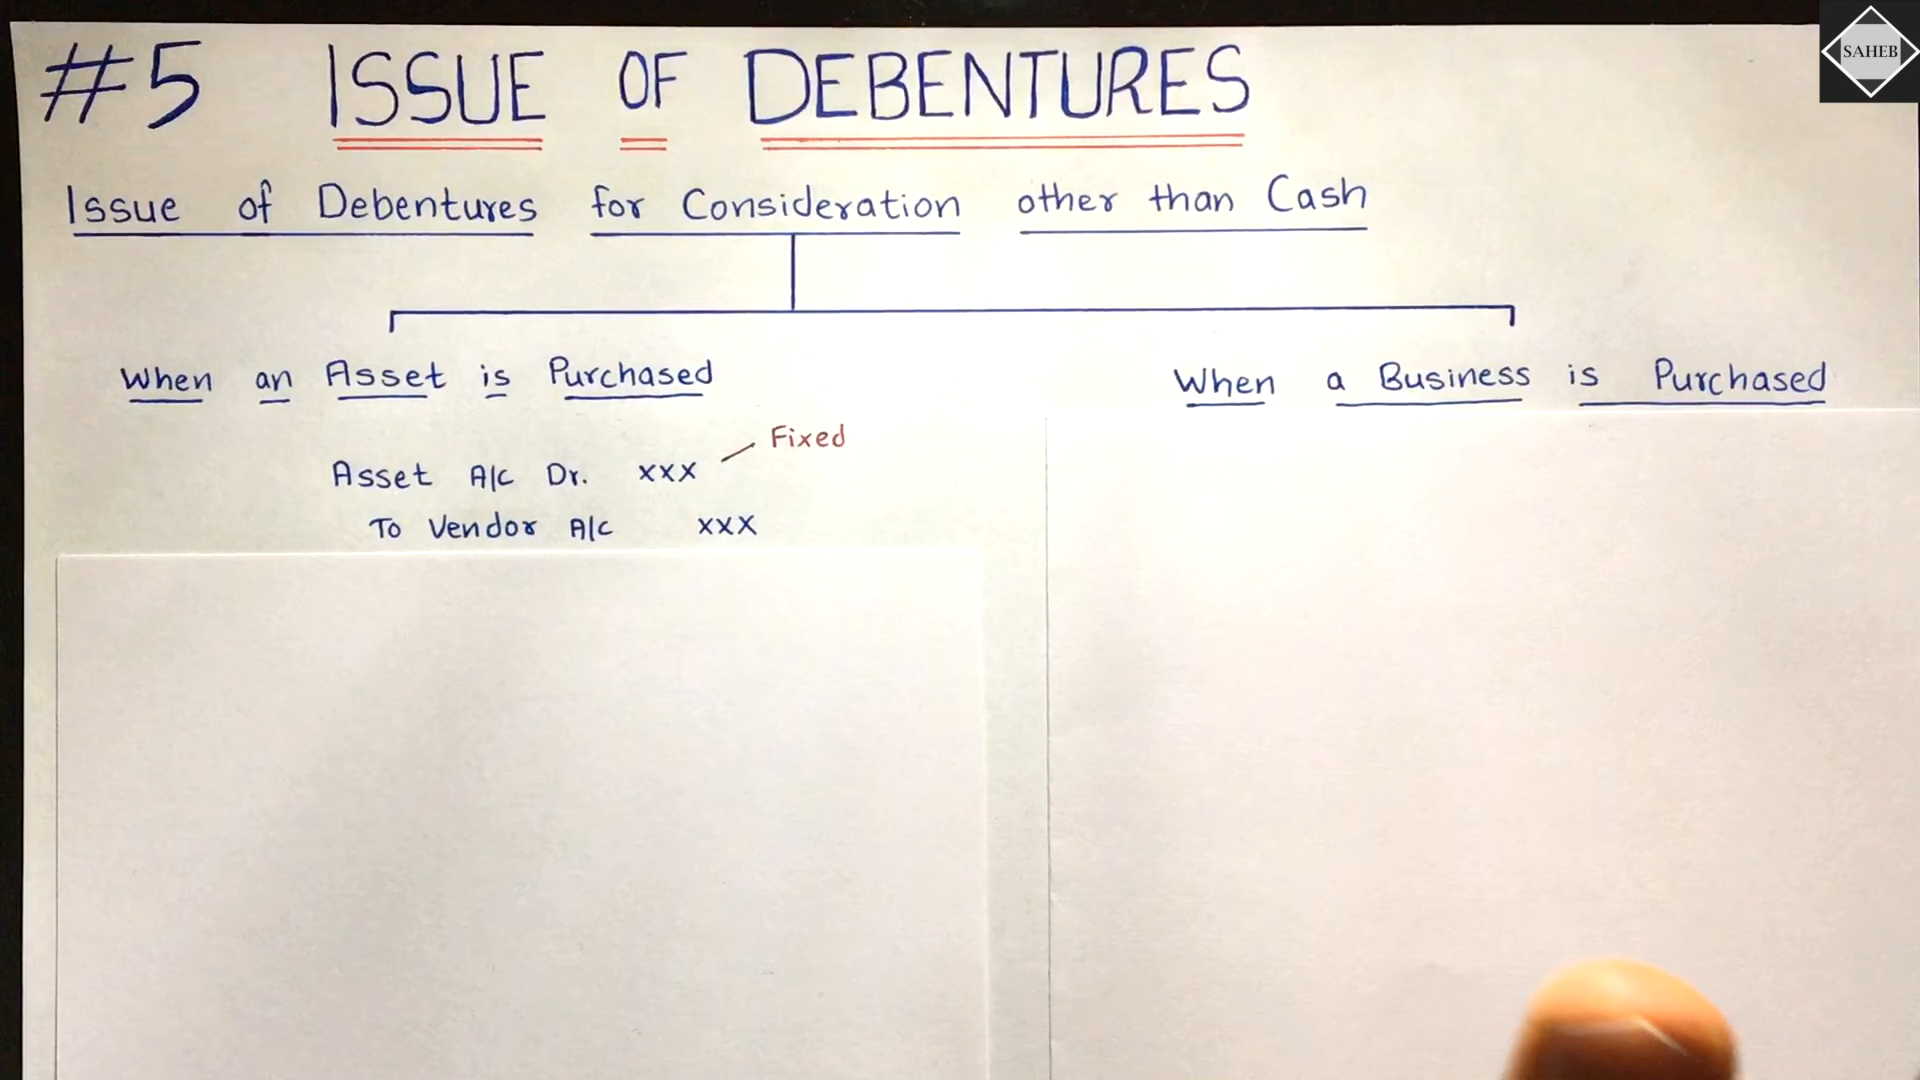 #5 ISSUE OF DEBENTURES
SAHEB
Issue of Debentures for Consideration other than Cash
When an Asset is Purchased
When a Business is Purchased
Fixed
Asset A/c Dr. xxx
To Vendor A/c xxx